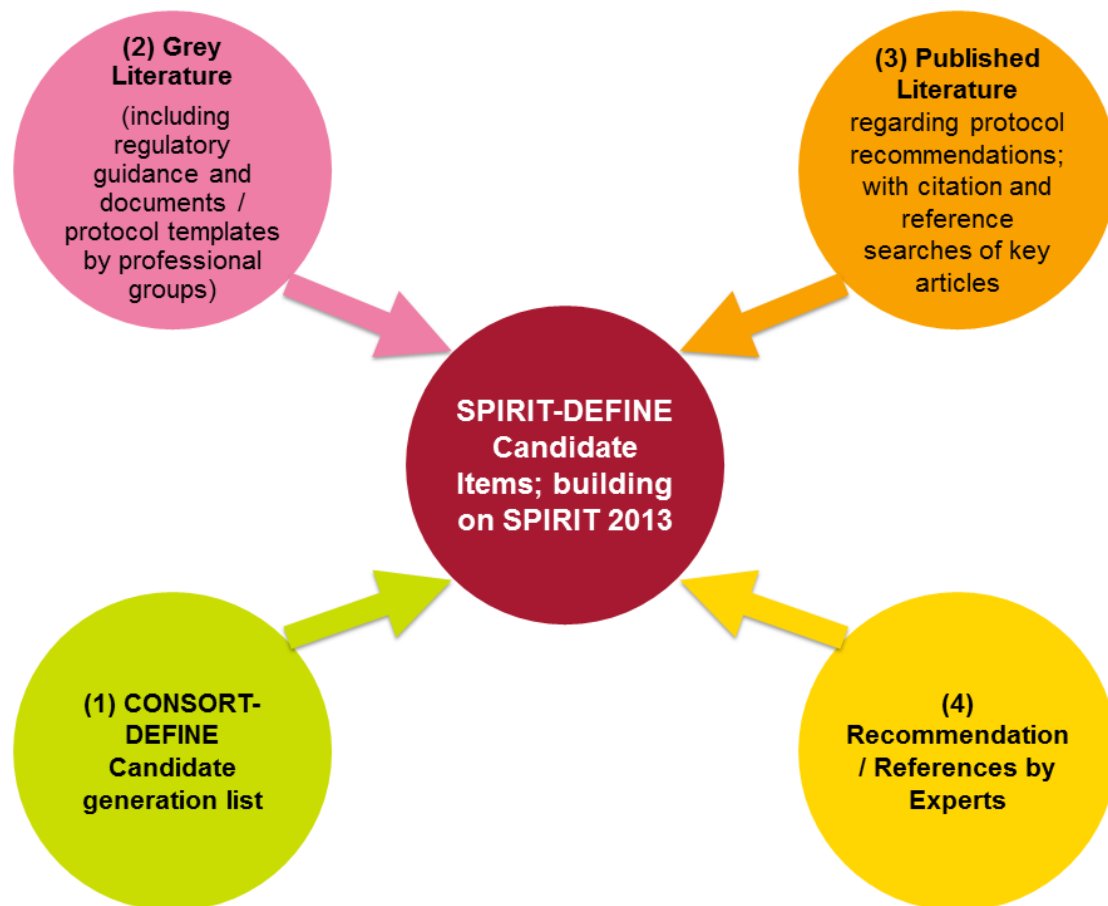 (2) Grey
Literature
(including
regulatory
guidance and
documents /
protocol templates
by professional
groups)
(3) Published
Literature
regarding protocol
recommendations;
with citation and
reference
searches of key
articles
SPIRIT-DEFINE
Candidate
Items; building
on SPIRIT 2013
(1) CONSORT-
DEFINE
Candidate
generation list
(4)
Recommendation
/ References by
Experts